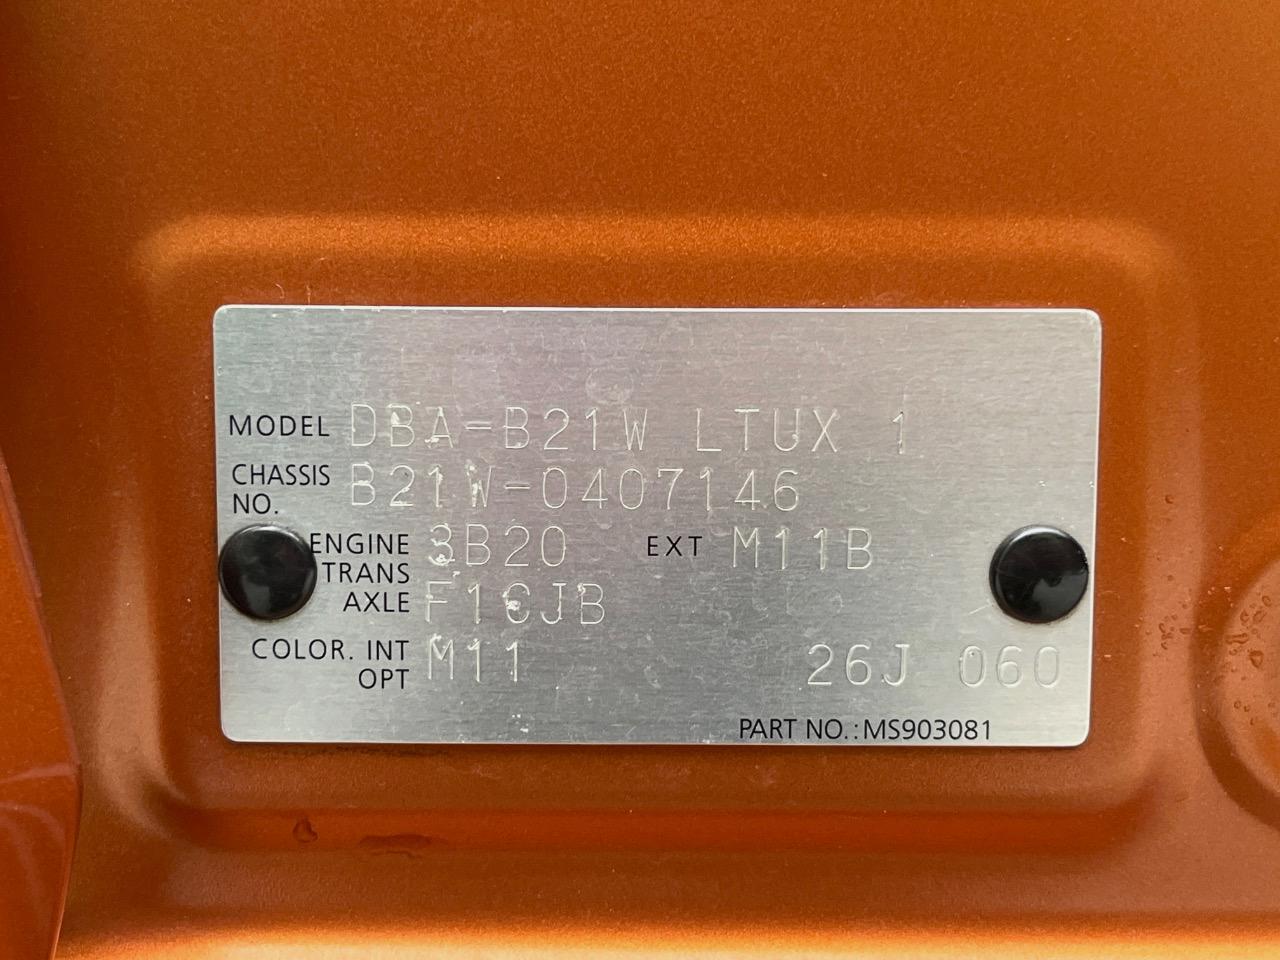 MODEL DBA-B21W LTUX 1
CHASSIS NO. B21W-0407146
ENGINE 3B20 EXT M11B
TRANS AXLE F1CJB
COLOR. INT OPT M11 26J 060
PART NO.: MS903081